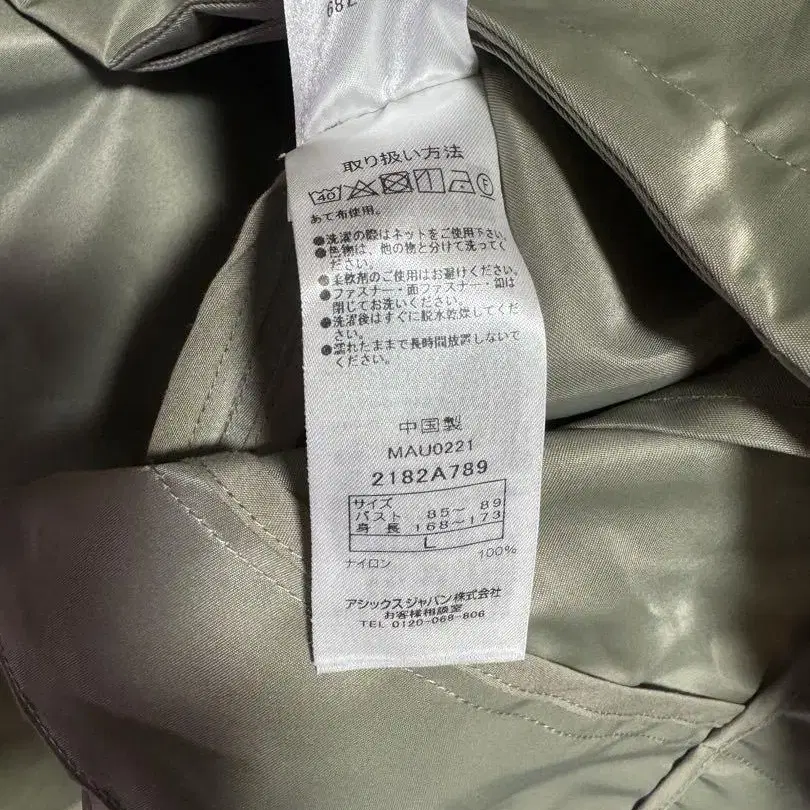 789
取り扱い方法
40 F
あて布使用。
●洗濯の際はネットをご使用下さい。
●色物は、他の物と分けて洗ってく
ださい。
●柔軟剤のご使用はお避けください。
●ファスナー・面ファスナー・釦は
閉じてお洗いください。
●洗濯後はすぐに脱水乾燥してくだ
さい。
●濡れたままで長時間放置しないで
ください。
中国製
MAU0221
2182A789
サイズ
バスト 85〜 89
身長 168〜173
L
ナイロン 100%
アシックスジャパン株式会社
お客様相談室
TEL 0120-068-806